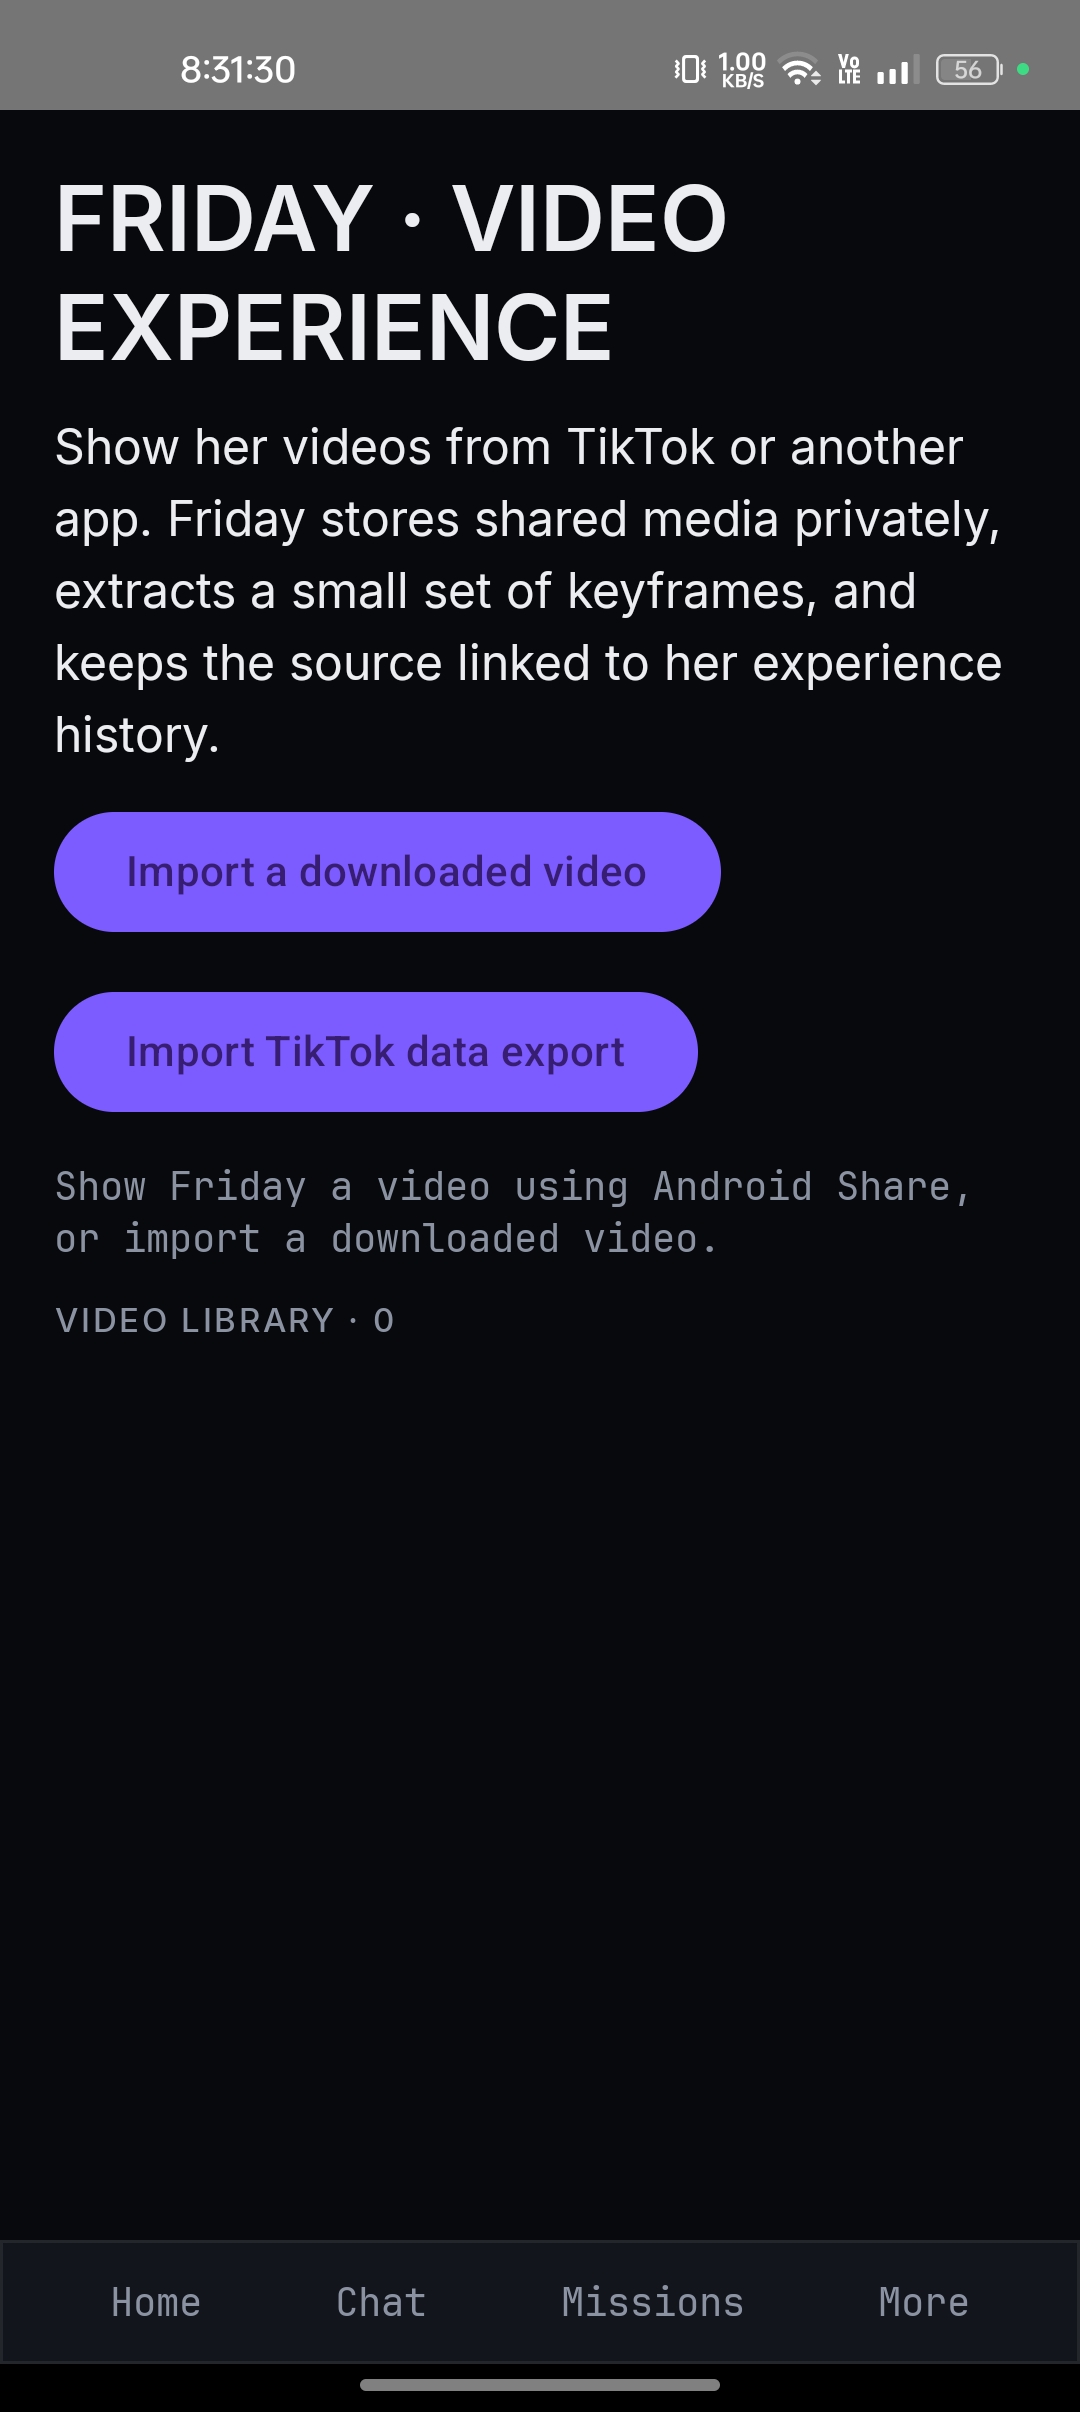 8:31:30
1.00 KB/S
Vo LTE
56
FRIDAY · VIDEO
EXPERIENCE
Show her videos from TikTok or another
app. Friday stores shared media privately,
extracts a small set of keyframes, and
keeps the source linked to her experience
history.
Import a downloaded video
Import TikTok data export
Show Friday a video using Android Share,
or import a downloaded video.
VIDEO LIBRARY · 0
Home Chat Missions More